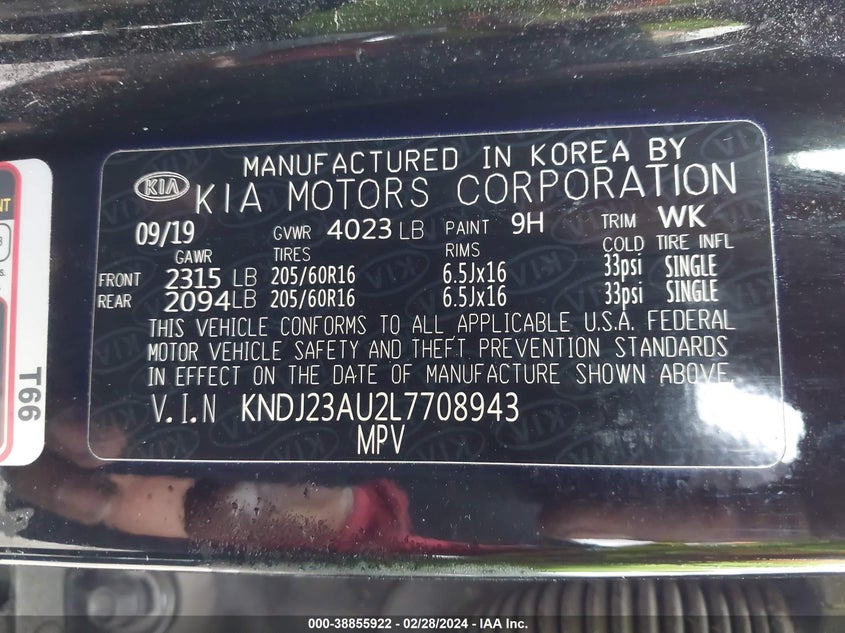 MANUFACTURED IN KOREA BY
KIA KIA MOTORS CORPORATION
09/19 GVWR 4023 LB PAINT 9H TRIM WK
GAWR TIRES RIMS COLD TIRE INFL
FRONT 2315 LB 205/60R16 6.5Jx16 33psi SINGLE
REAR 2094LB 205/60R16 6.5Jx16 33psi SINGLE
THIS VEHICLE CONFORMS TO ALL APPLICABLE U.S.A. FEDERAL
MOTOR VEHICLE SAFETY AND THEFT PREVENTION STANDARDS
IN EFFECT ON THE DATE OF MANUFACTURE SHOWN ABOVE.
V.I.N KNDJ23AU2L7708943
MPV
T66
000-38855922 - 02/28/2024 - IAA Inc.